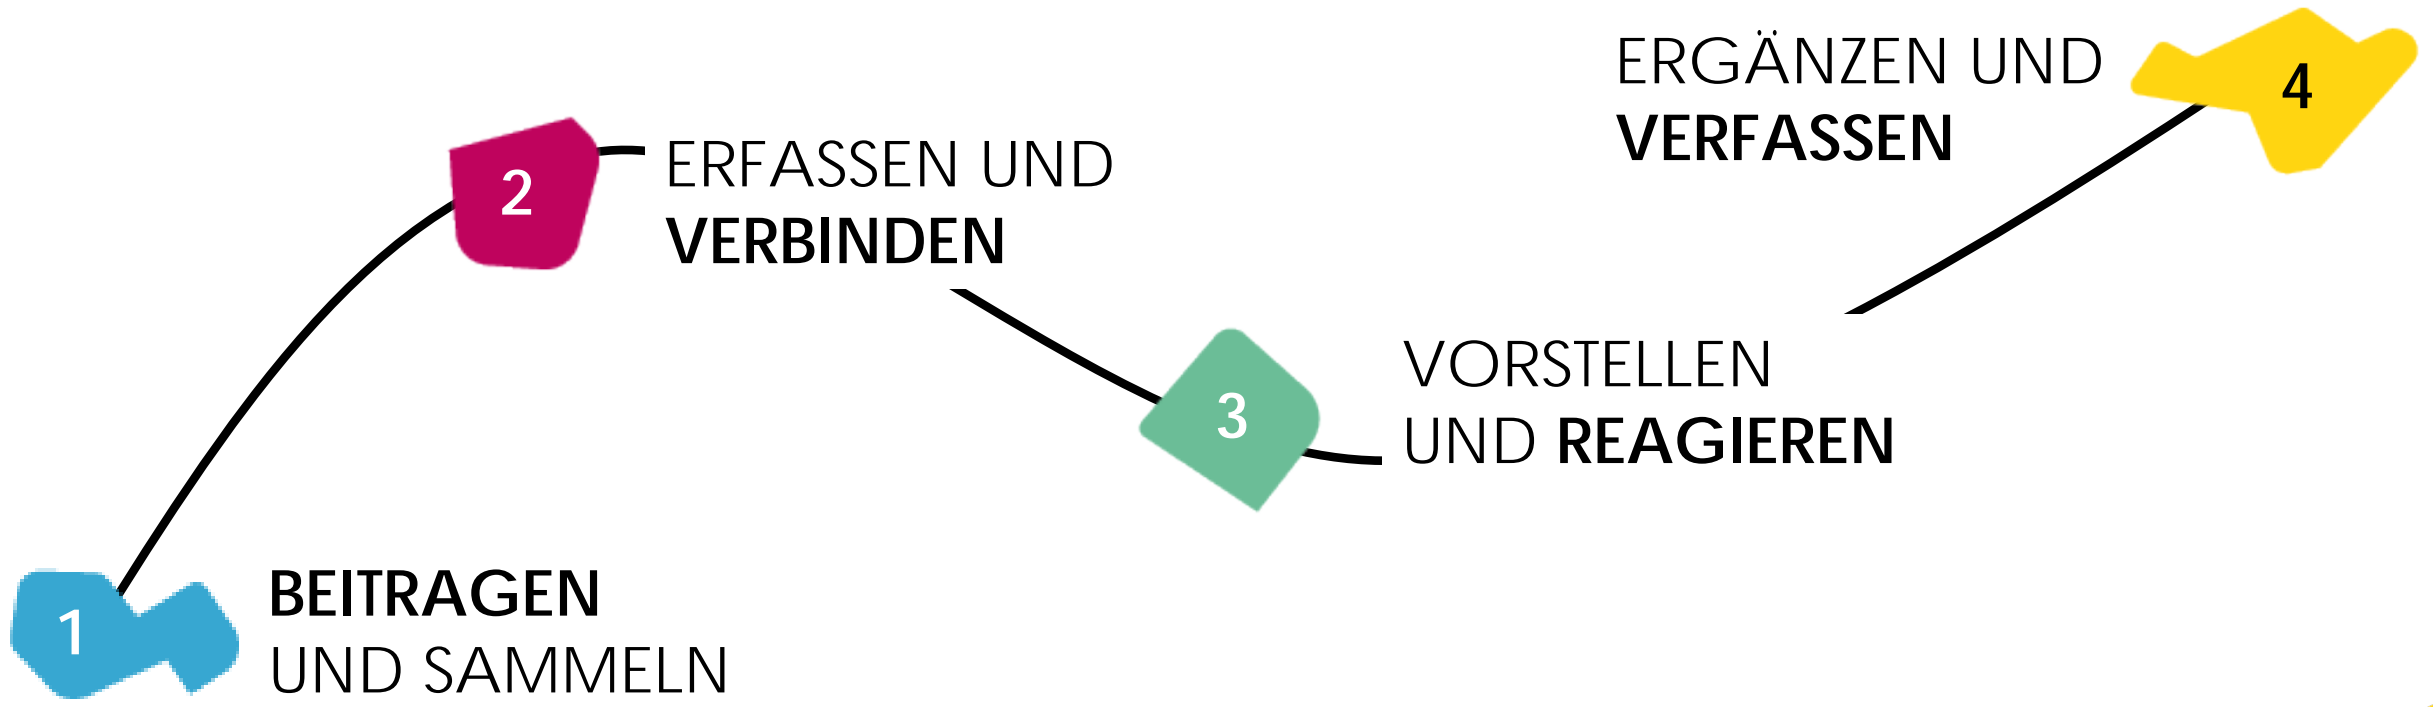 1
BEITRAGEN
UND SAMMELN
2
ERFASSEN UND
VERBINDEN
3
VORSTELLEN
UND REAGIEREN
4
ERGÄNZEN UND
VERFASSEN